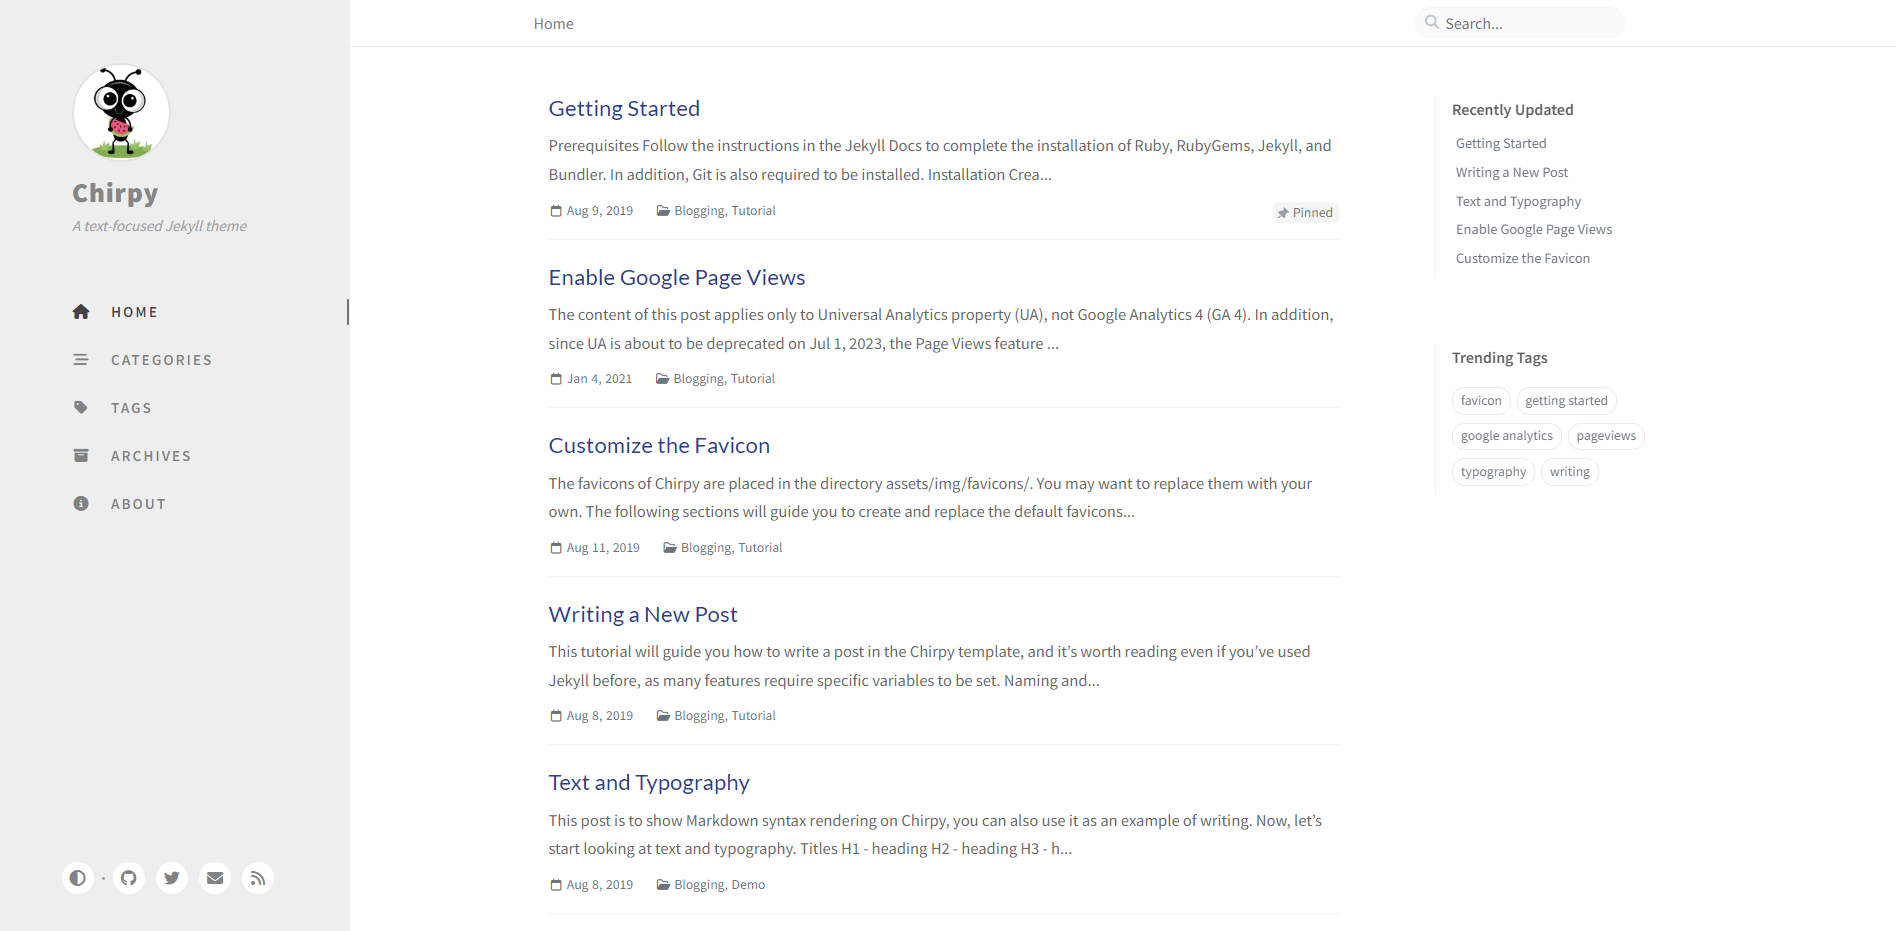 Chirpy
A text-focused Jekyll theme
HOME
CATEGORIES
TAGS
ARCHIVES
ABOUT
Home
Search...
Getting Started
Prerequisites Follow the instructions in the Jekyll Docs to complete the installation of Ruby, RubyGems, Jekyll, and
Bundler. In addition, Git is also required to be installed. Installation Crea...
Aug 9, 2019 Blogging, Tutorial Pinned
Enable Google Page Views
The content of this post applies only to Universal Analytics property (UA), not Google Analytics 4 (GA 4). In addition,
since UA is about to be deprecated on Jul 1, 2023, the Page Views feature ...
Jan 4, 2021 Blogging, Tutorial
Customize the Favicon
The favicons of Chirpy are placed in the directory assets/img/favicons/. You may want to replace them with your
own. The following sections will guide you to create and replace the default favicons...
Aug 11, 2019 Blogging, Tutorial
Writing a New Post
This tutorial will guide you how to write a post in the Chirpy template, and it’s worth reading even if you’ve used
Jekyll before, as many features require specific variables to be set. Naming and...
Aug 8, 2019 Blogging, Tutorial
Text and Typography
This post is to show Markdown syntax rendering on Chirpy, you can also use it as an example of writing. Now, let’s
start looking at text and typography. Titles H1 - heading H2 - heading H3 - h...
Aug 8, 2019 Blogging, Demo
Recently Updated
Getting Started
Writing a New Post
Text and Typography
Enable Google Page Views
Customize the Favicon
Trending Tags
favicon getting started
google analytics pageviews
typography writing